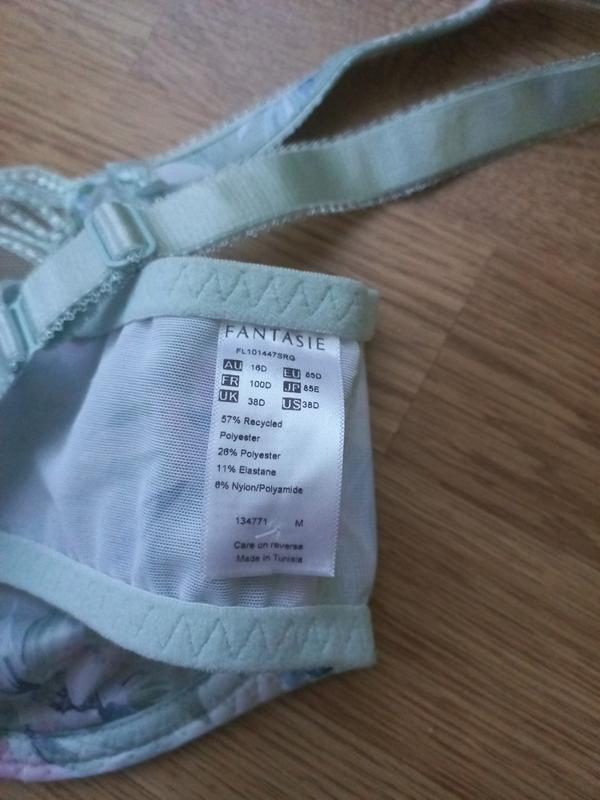 FANTASIE
FL101447SRG
AU 16D EU 85D
FR 100D JP 85E
UK 38D US 38D
57% Recycled
Polyester
26% Polyester
11% Elastane
6% Nylon/Polyamide
134771 M
Care on reverse
Made in Tunisia